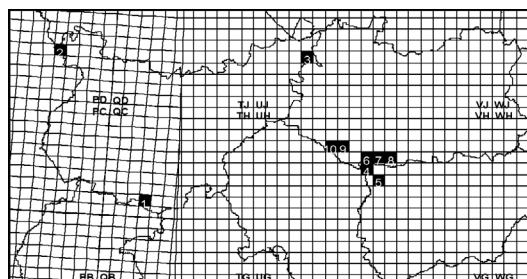 2
3
PD QD
PC QC
TJ UJ
TH UH
VJ WJ
VH WH
10 9
6 7 8
4
5
1
PB QB
TG UG
VG WG